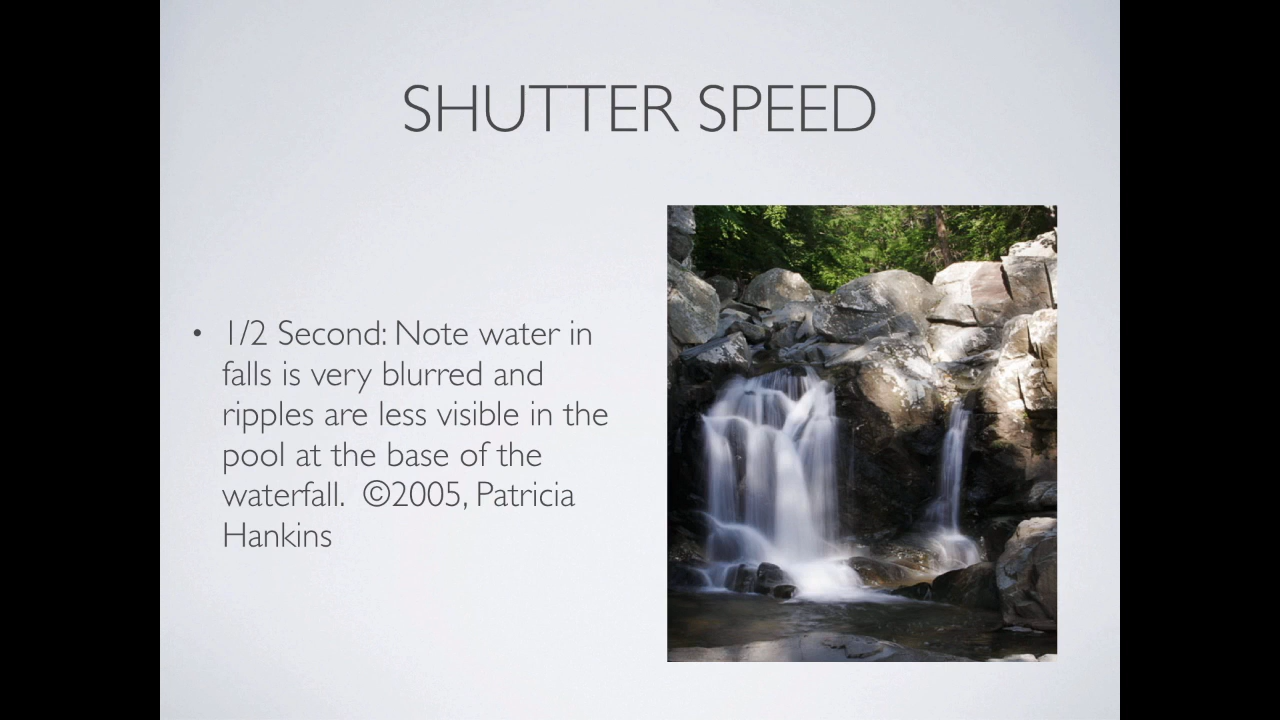 SHUTTER SPEED
• 1/2 Second: Note water in
falls is very blurred and
ripples are less visible in the
pool at the base of the
waterfall.  ©2005, Patricia
Hankins